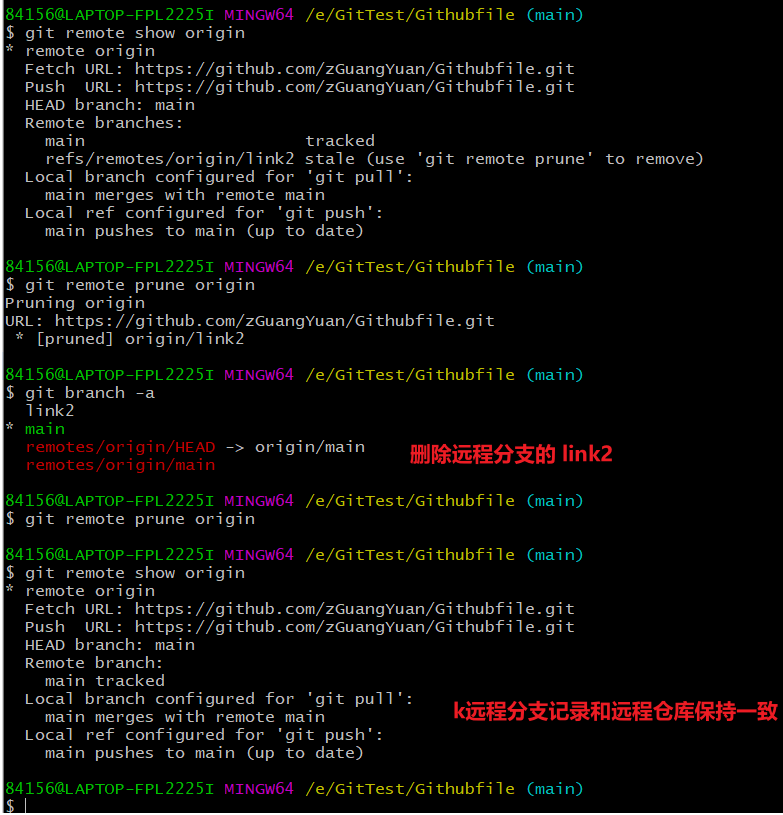 84156@LAPTOP-FPL2225I MINGW64 /e/GitTest/Githubfile (main)
$ git remote show origin
* remote origin
  Fetch URL: https://github.com/zGuangYuan/Githubfile.git
  Push  URL: https://github.com/zGuangYuan/Githubfile.git
  HEAD branch: main
  Remote branches:
    main                      tracked
    refs/remotes/origin/link2 stale (use 'git remote prune' to remove)
  Local branch configured for 'git pull':
    main merges with remote main
  Local ref configured for 'git push':
    main pushes to main (up to date)
84156@LAPTOP-FPL2225I MINGW64 /e/GitTest/Githubfile (main)
$ git remote prune origin
Pruning origin
URL: https://github.com/zGuangYuan/Githubfile.git
 * [pruned] origin/link2
84156@LAPTOP-FPL2225I MINGW64 /e/GitTest/Githubfile (main)
$ git branch -a
  link2
* main
  remotes/origin/HEAD -> origin/main
删除远程分支的 link2
  remotes/origin/main
84156@LAPTOP-FPL2225I MINGW64 /e/GitTest/Githubfile (main)
$ git remote prune origin
84156@LAPTOP-FPL2225I MINGW64 /e/GitTest/Githubfile (main)
$ git remote show origin
* remote origin
  Fetch URL: https://github.com/zGuangYuan/Githubfile.git
  Push  URL: https://github.com/zGuangYuan/Githubfile.git
  HEAD branch: main
  Remote branch:
    main tracked
  Local branch configured for 'git pull':
    main merges with remote main
k远程分支记录和远程仓库保持一致
  Local ref configured for 'git push':
    main pushes to main (up to date)
84156@LAPTOP-FPL2225I MINGW64 /e/GitTest/Githubfile (main)
$